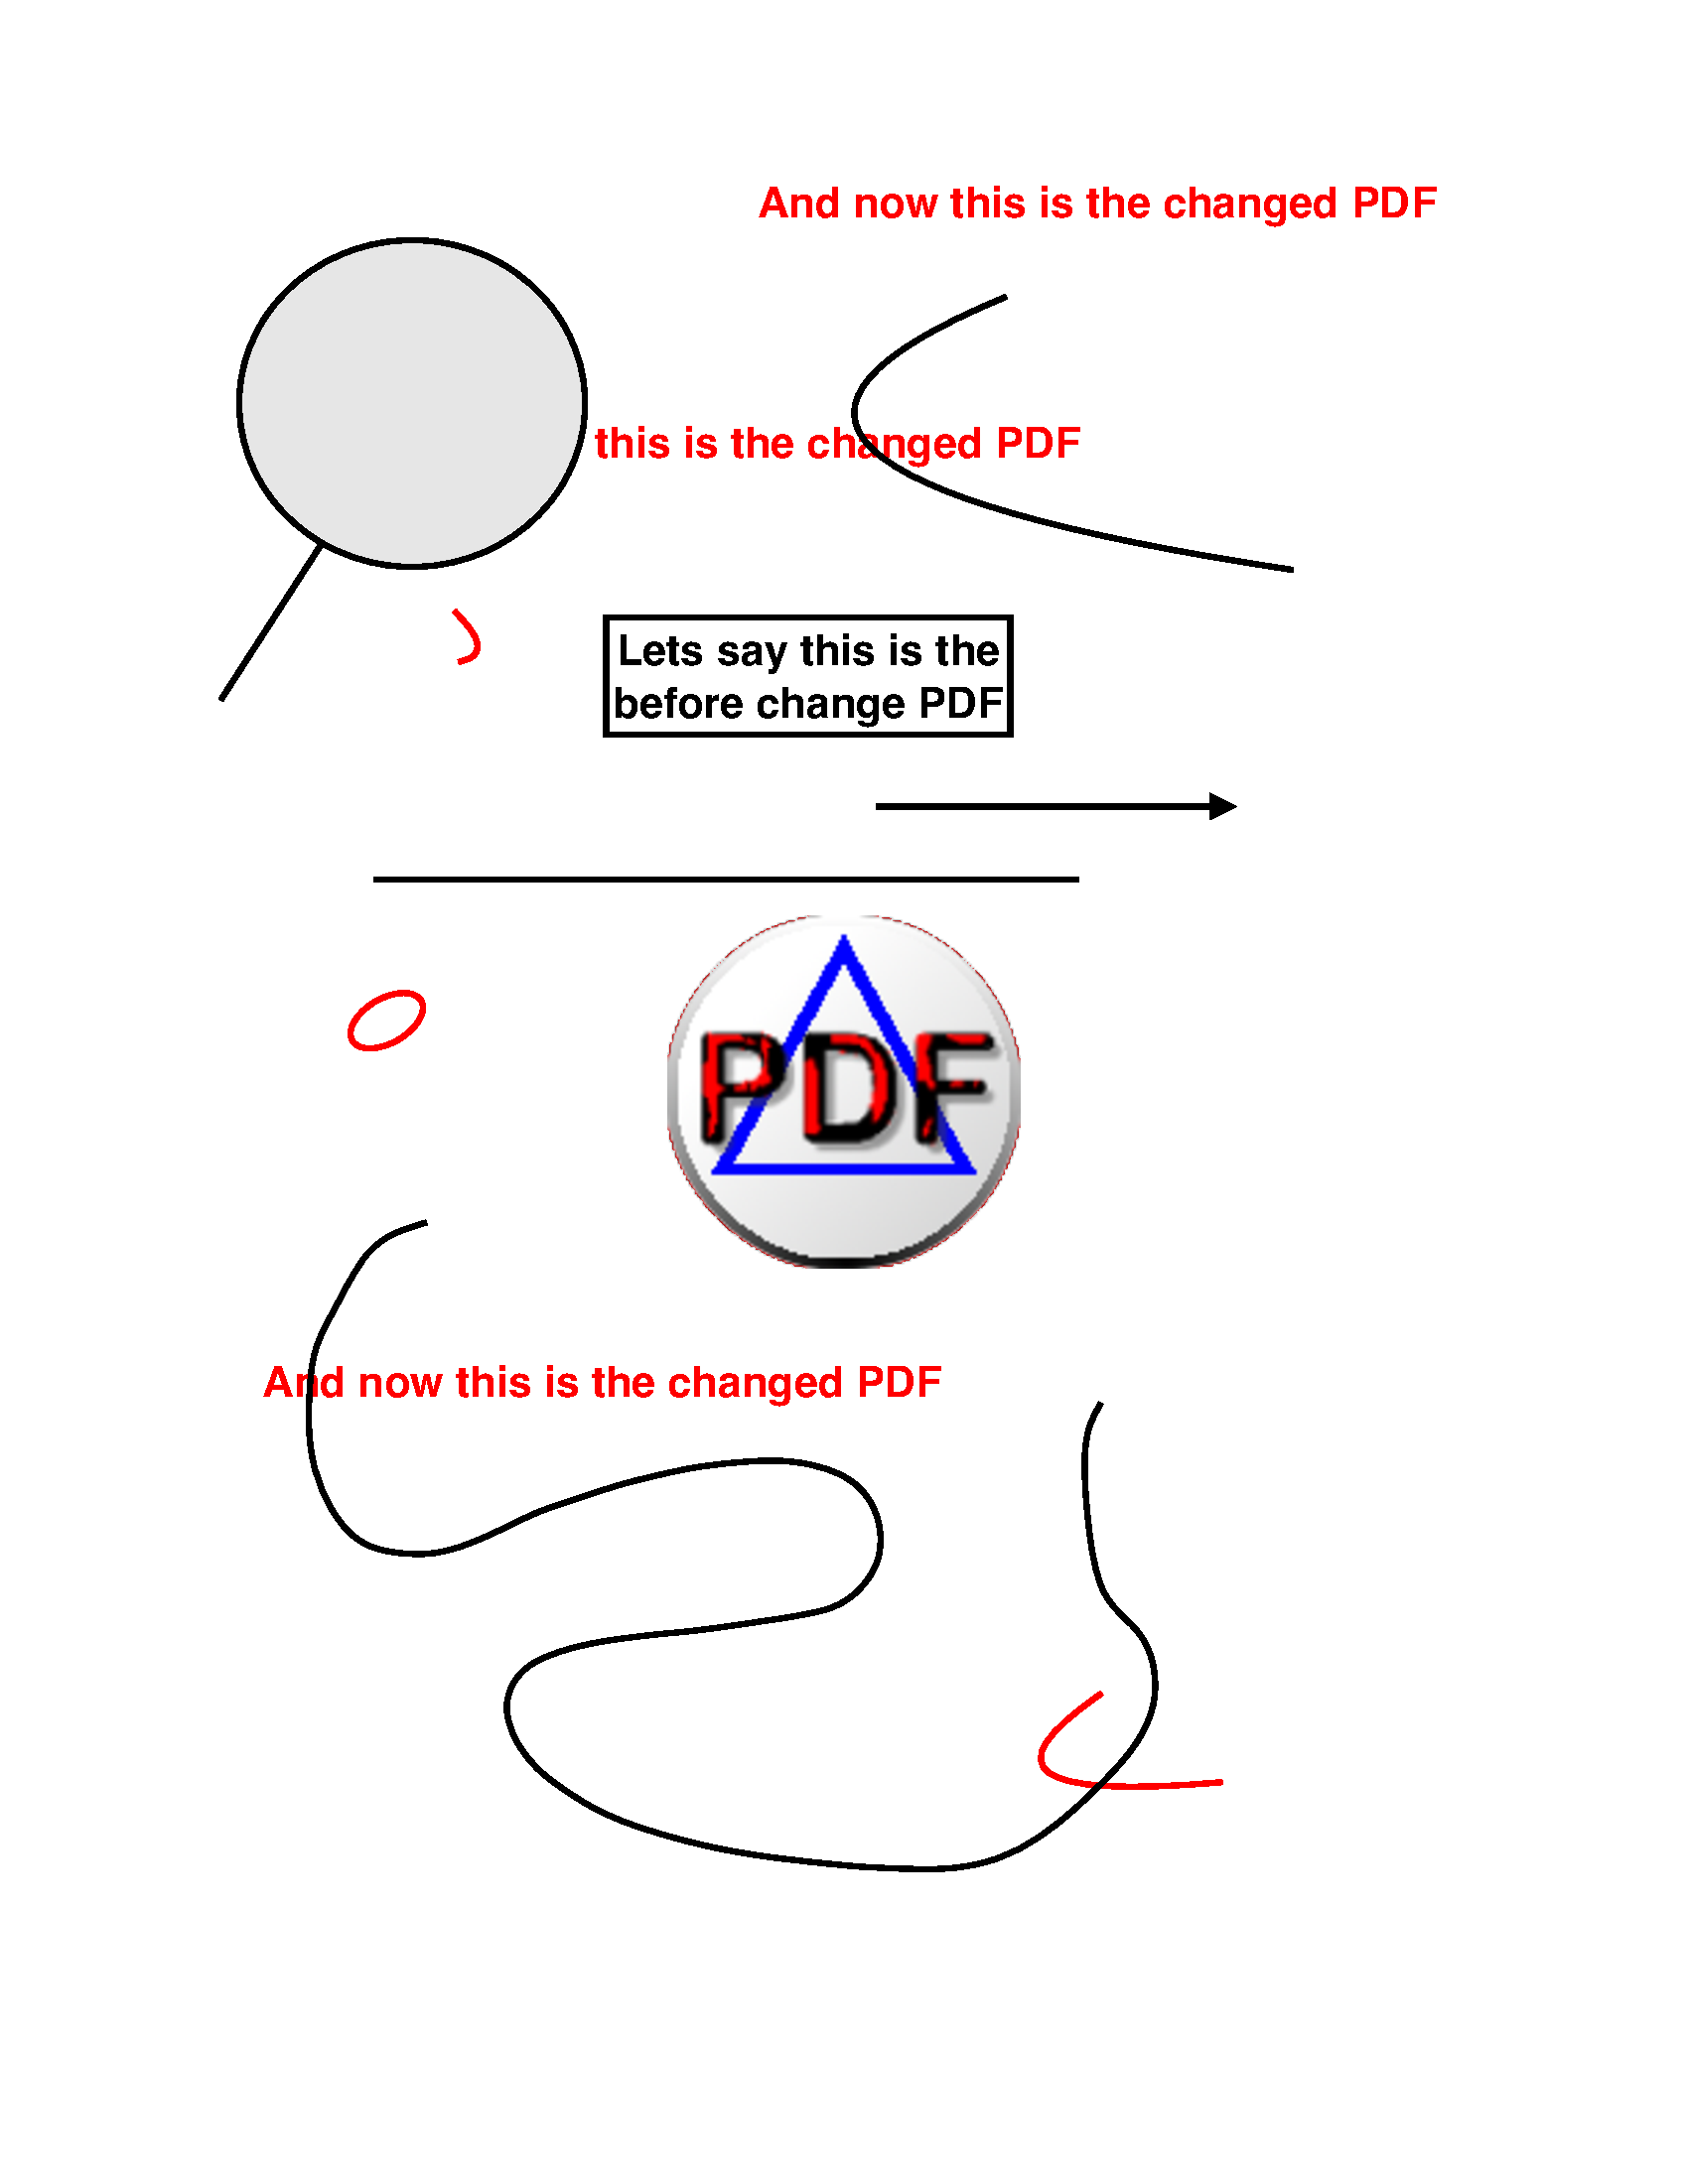 And now this is the changed PDF
this is the changed PDF
Lets say this is the
before change PDF
PDF
And now this is the changed PDF